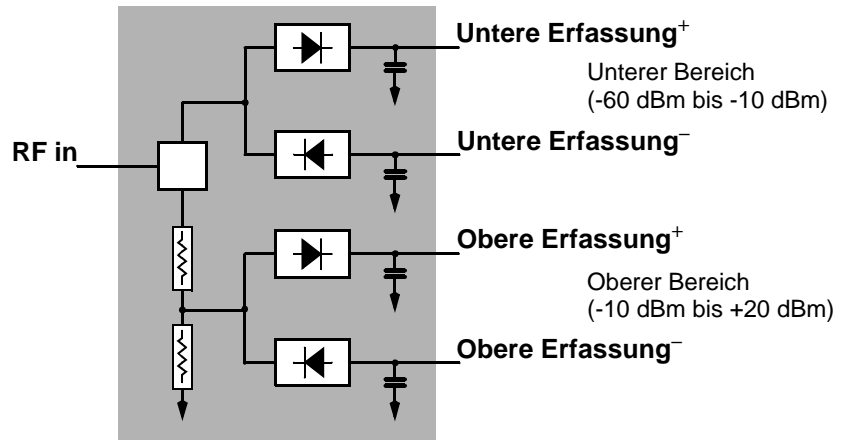 Untere Erfassung+
Unterer Bereich
(-60 dBm bis -10 dBm)
RF in
Untere Erfassung−
Obere Erfassung+
Oberer Bereich
(-10 dBm bis +20 dBm)
Obere Erfassung−